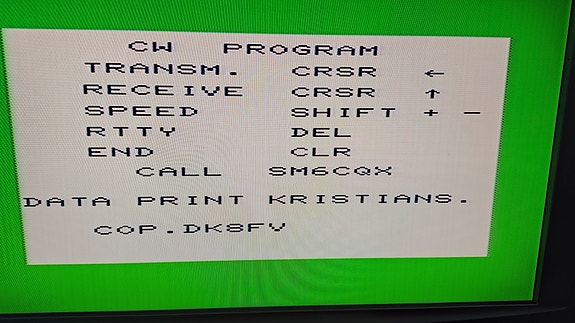 CW PROGRAM
TRANSM. CRSR ←
RECEIVE CRSR ↑
SPEED SHIFT + -
RTTY DEL
END CLR
CALL SM6CQX
DATA PRINT KRISTIANS.
COP.DK8FV